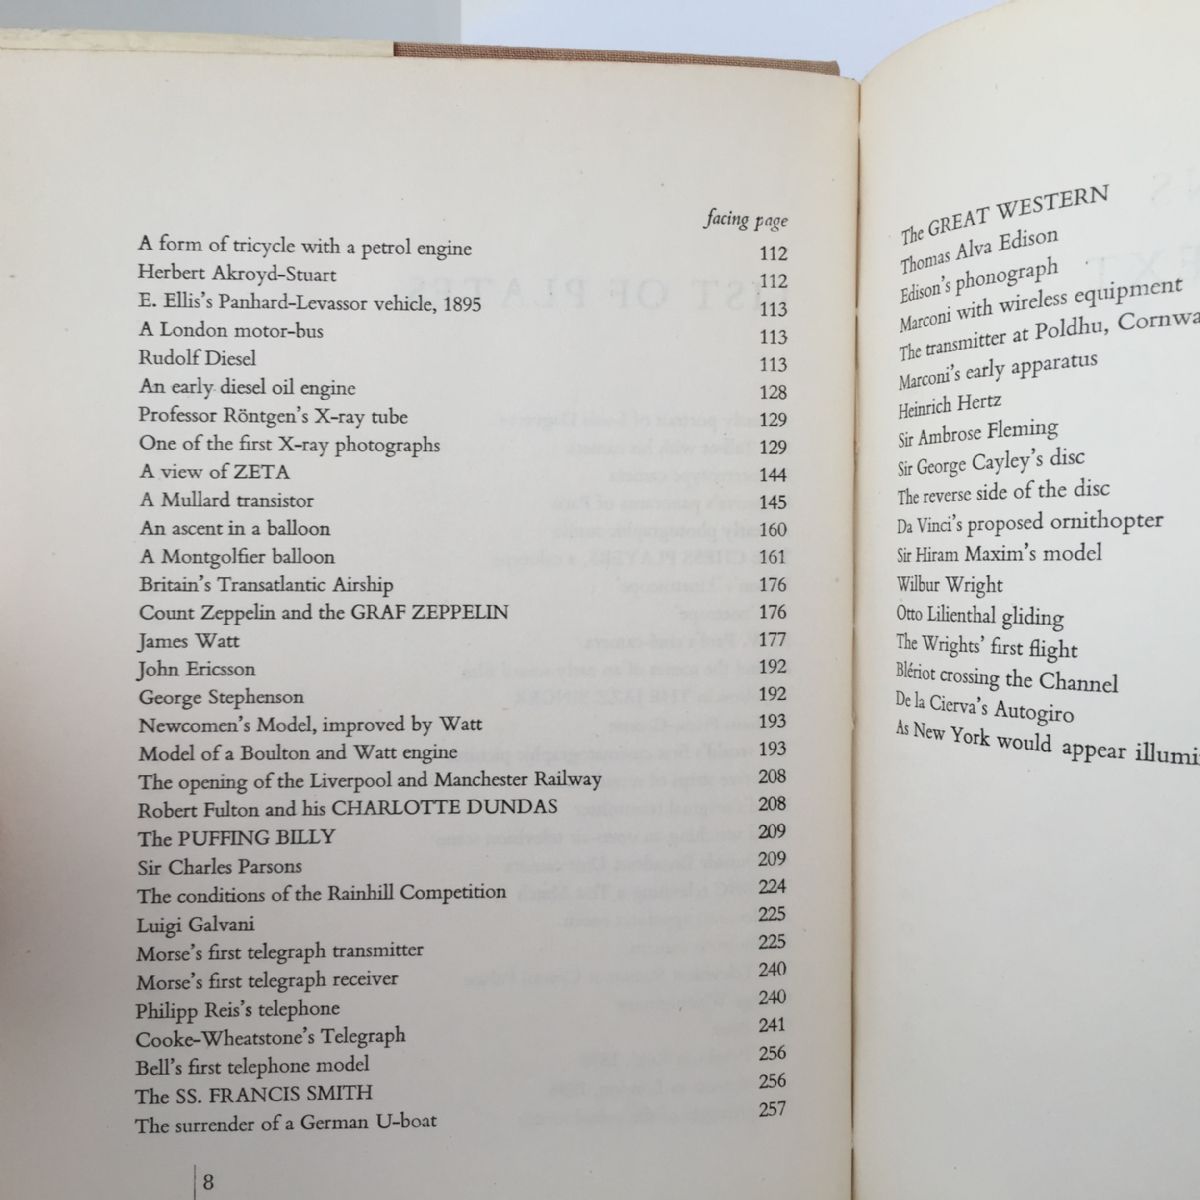 facing page
A form of tricycle with a petrol engine 112
Herbert Akroyd-Stuart 112
E. Ellis's Panhard-Levassor vehicle, 1895 113
A London motor-bus 113
Rudolf Diesel 113
An early diesel oil engine 128
Professor Röntgen's X-ray tube 129
One of the first X-ray photographs 129
A view of ZETA 144
A Mullard transistor 145
An ascent in a balloon 160
A Montgolfier balloon 161
Britain's Transatlantic Airship 176
Count Zeppelin and the GRAF ZEPPELIN 176
James Watt 177
John Ericsson 192
George Stephenson 192
Newcomen's Model, improved by Watt 193
Model of a Boulton and Watt engine 193
The opening of the Liverpool and Manchester Railway 208
Robert Fulton and his CHARLOTTE DUNDAS 208
The PUFFING BILLY 209
Sir Charles Parsons 209
The conditions of the Rainhill Competition 224
Luigi Galvani 225
Morse's first telegraph transmitter 225
Morse's first telegraph receiver 240
Philipp Reis's telephone 240
Cooke-Wheatstone's Telegraph 241
Bell's first telephone model 256
The SS. FRANCIS SMITH 256
The surrender of a German U-boat 257
8
The GREAT WESTERN
Thomas Alva Edison
Edison's phonograph
Marconi with wireless equipment
The transmitter at Poldhu, Cornwa
Marconi's early apparatus
Heinrich Hertz
Sir Ambrose Fleming
Sir George Cayley's disc
The reverse side of the disc
Da Vinci's proposed ornithopter
Sir Hiram Maxim's model
Wilbur Wright
Otto Lilienthal gliding
The Wrights' first flight
Blériot crossing the Channel
De la Cierva's Autogiro
As New York would appear illumi